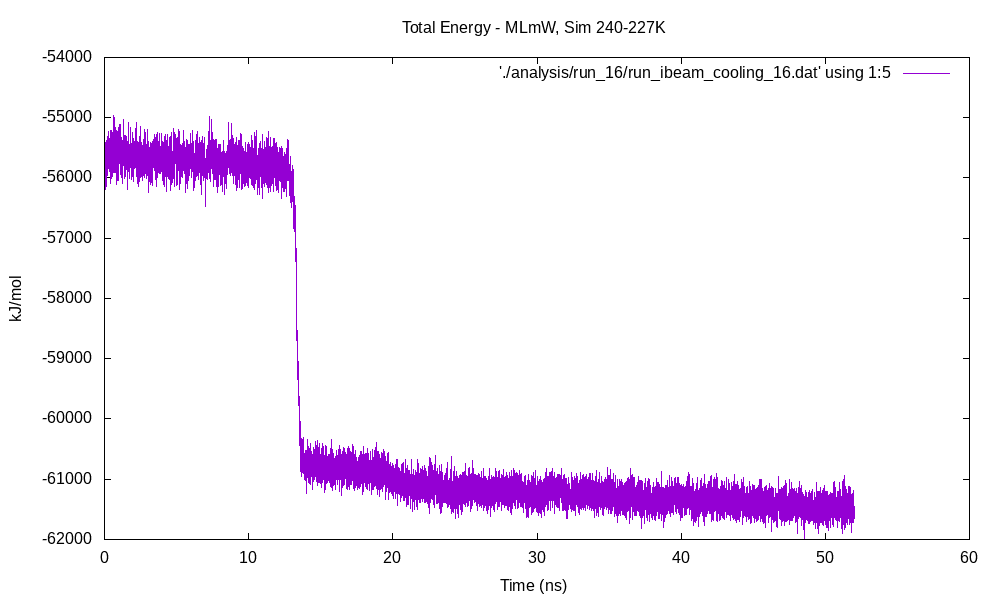 Total Energy - MLmW, Sim 240-227K
'./analysis/run_16/run_ibeam_cooling_16.dat' using 1:5
-54000
-55000
-56000
-57000
-58000
-59000
-60000
-61000
-62000
kJ/mol
0 10 20 30 40 50 60
Time (ns)